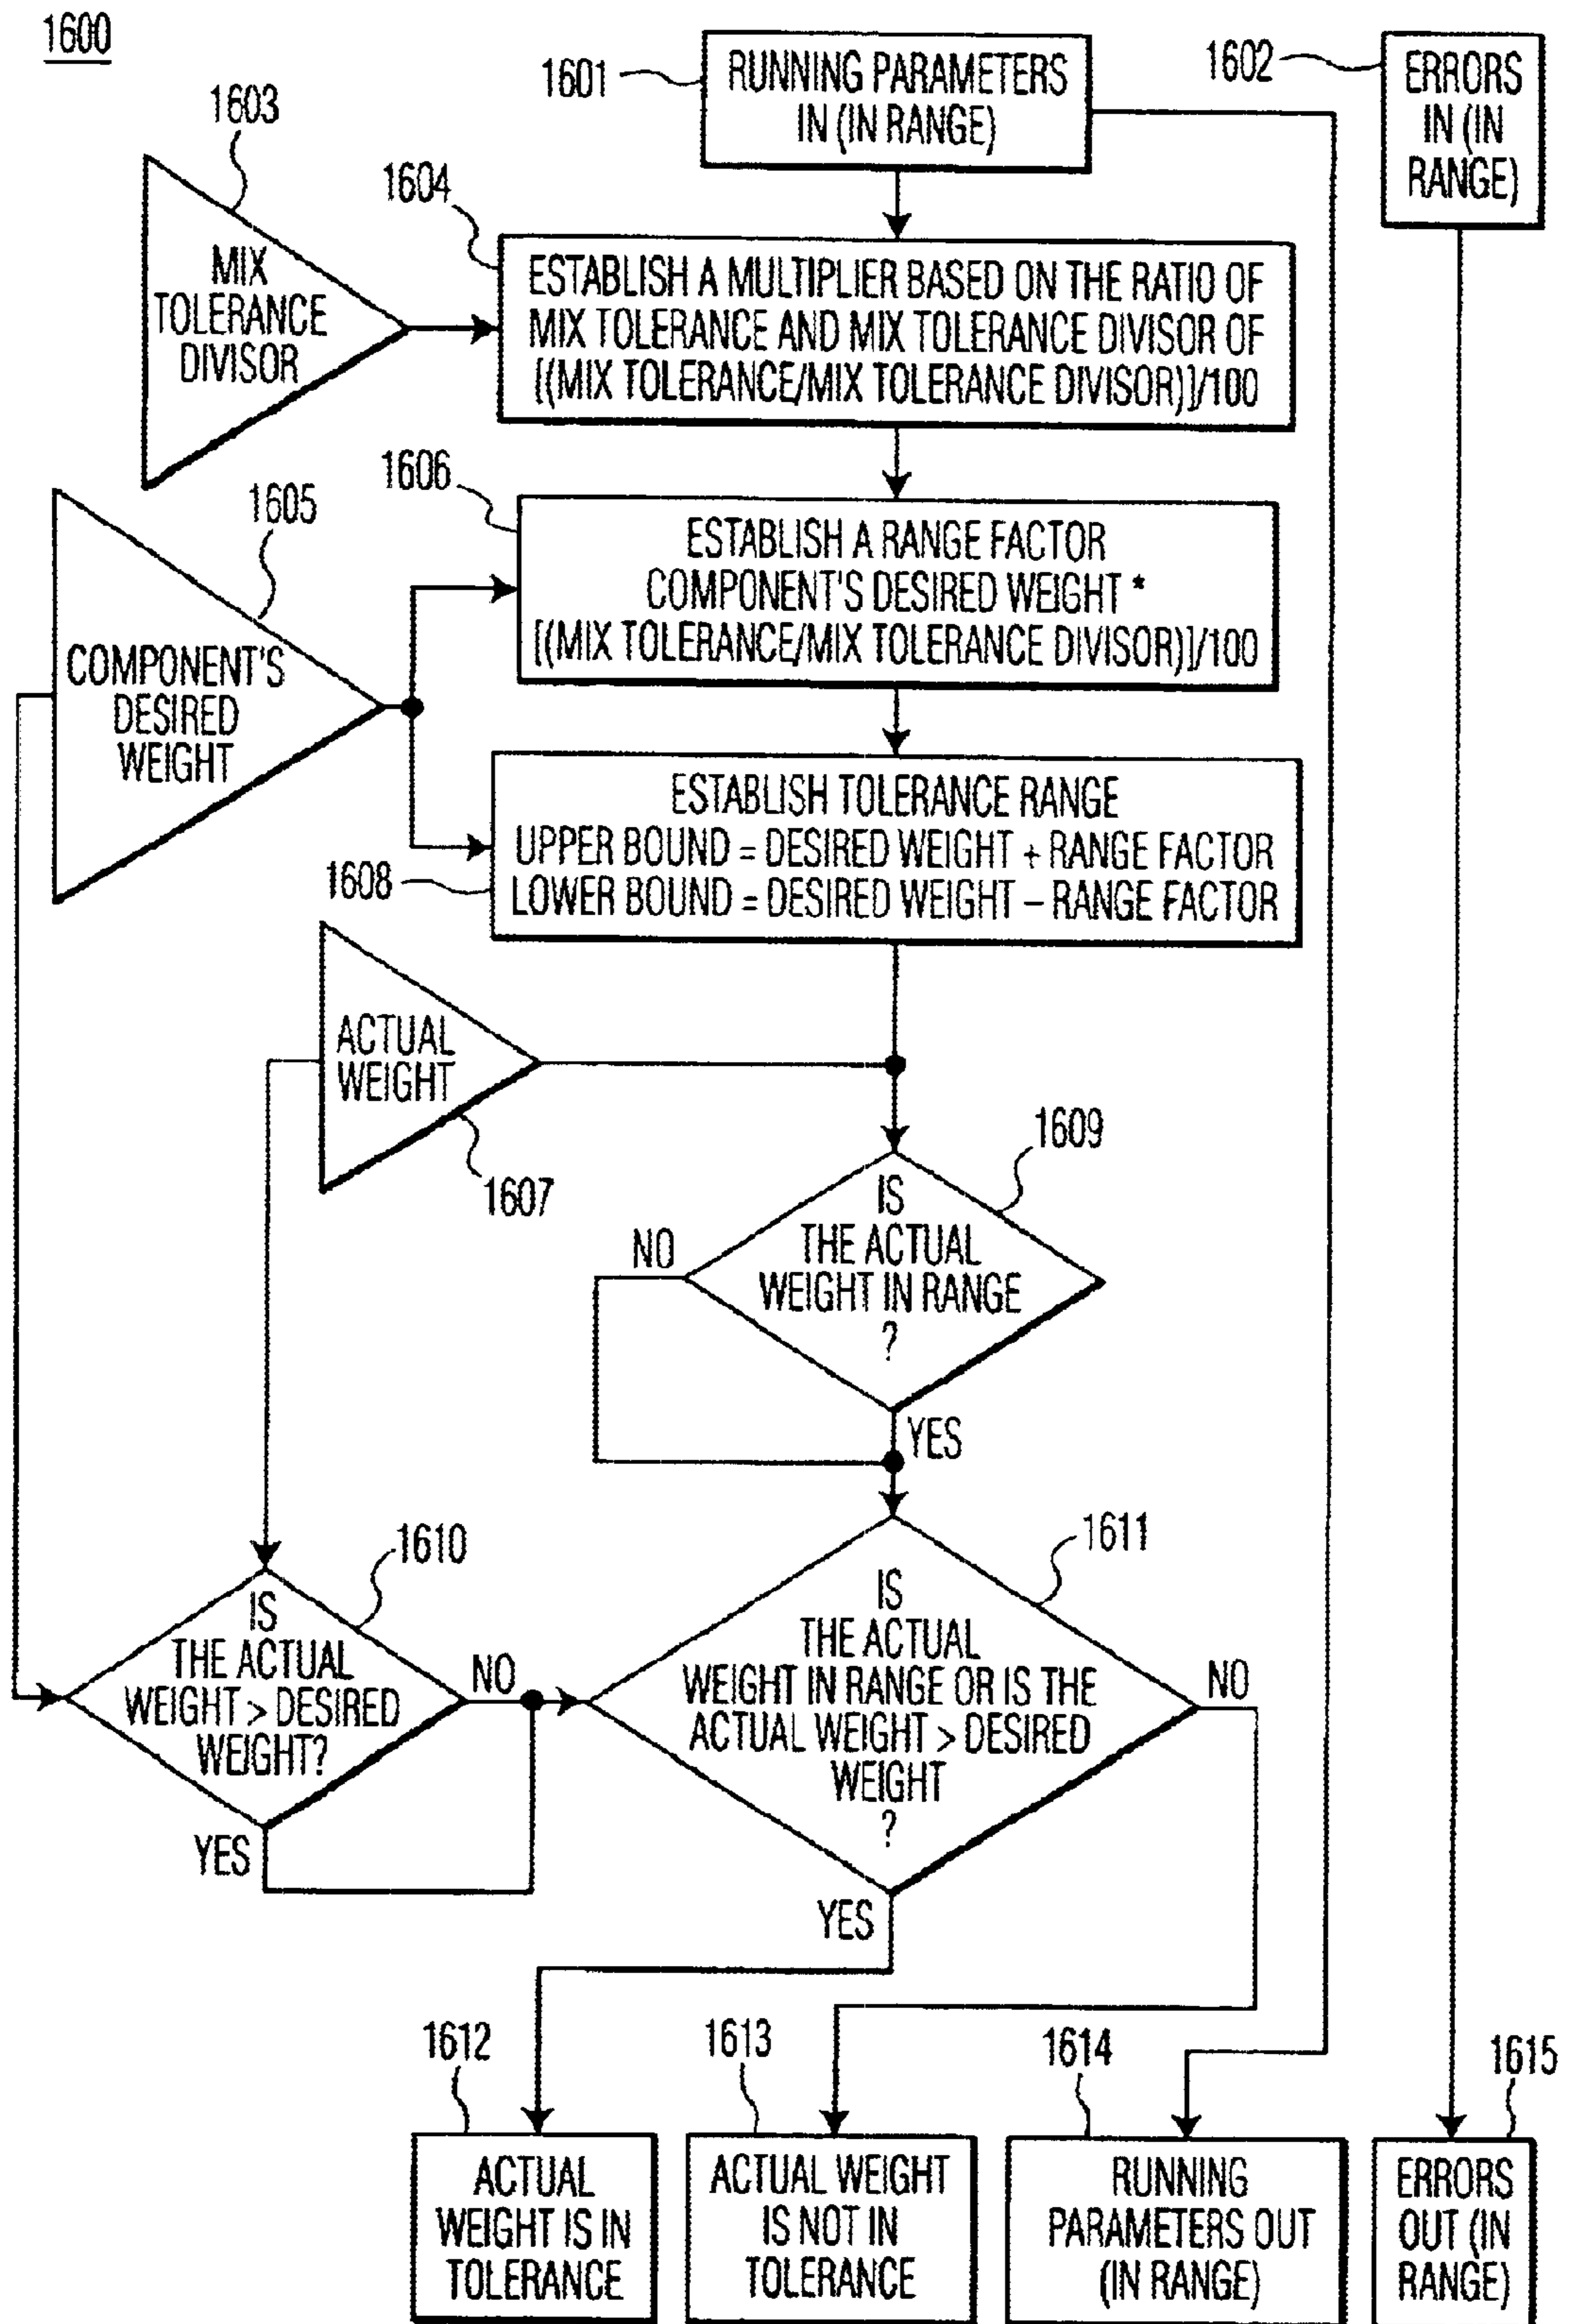 1600
1601
RUNNING PARAMETERS
IN (IN RANGE)
1602
ERRORS
IN (IN
RANGE)
1603
MIX
TOLERANCE
DIVISOR
1604
ESTABLISH A MULTIPLIER BASED ON THE RATIO OF
MIX TOLERANCE AND MIX TOLERANCE DIVISOR OF
[(MIX TOLERANCE/MIX TOLERANCE DIVISOR)]/100
1605
COMPONENT'S
DESIRED
WEIGHT
1606
ESTABLISH A RANGE FACTOR
COMPONENT'S DESIRED WEIGHT *
[(MIX TOLERANCE/MIX TOLERANCE DIVISOR)]/100
1608
ESTABLISH TOLERANCE RANGE
UPPER BOUND = DESIRED WEIGHT + RANGE FACTOR
LOWER BOUND = DESIRED WEIGHT – RANGE FACTOR
ACTUAL
WEIGHT
1607
1609
IS
THE ACTUAL
WEIGHT IN RANGE
?
NO
YES
1610
IS
THE ACTUAL
WEIGHT > DESIRED
WEIGHT?
NO
YES
1611
IS
THE ACTUAL
WEIGHT IN RANGE OR IS THE
ACTUAL WEIGHT > DESIRED
WEIGHT
?
NO
YES
1612
ACTUAL
WEIGHT IS IN
TOLERANCE
1613
ACTUAL WEIGHT
IS NOT IN
TOLERANCE
1614
RUNNING
PARAMETERS OUT
(IN RANGE)
1615
ERRORS
OUT (IN
RANGE)